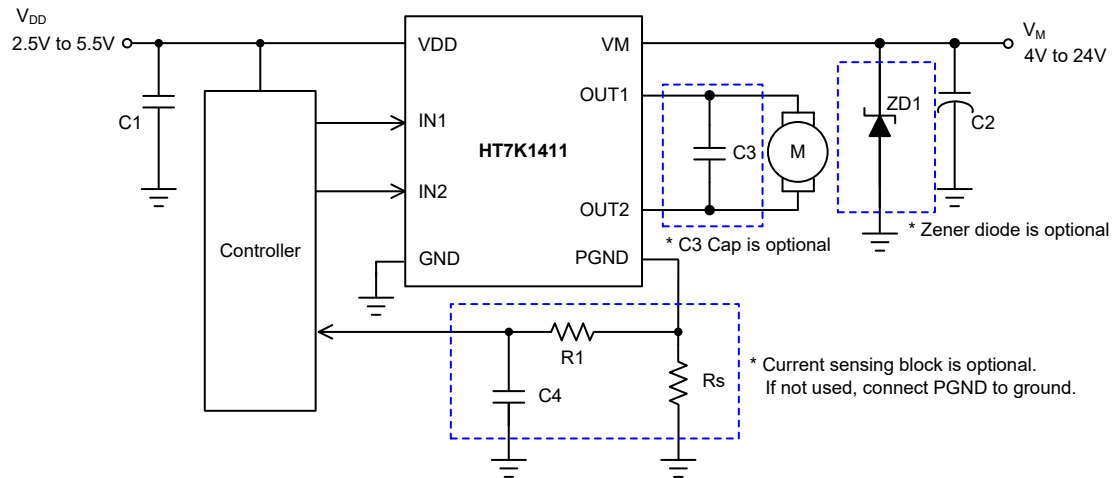 VDD
2.5V to 5.5V
C1
Controller
VDD
IN1
IN2
GND
HT7K1411
VM
OUT1
OUT2
PGND
C3
M
* C3 Cap is optional
ZD1
C2
VM
4V to 24V
* Zener diode is optional
R1
C4
Rs
* Current sensing block is optional.
If not used, connect PGND to ground.